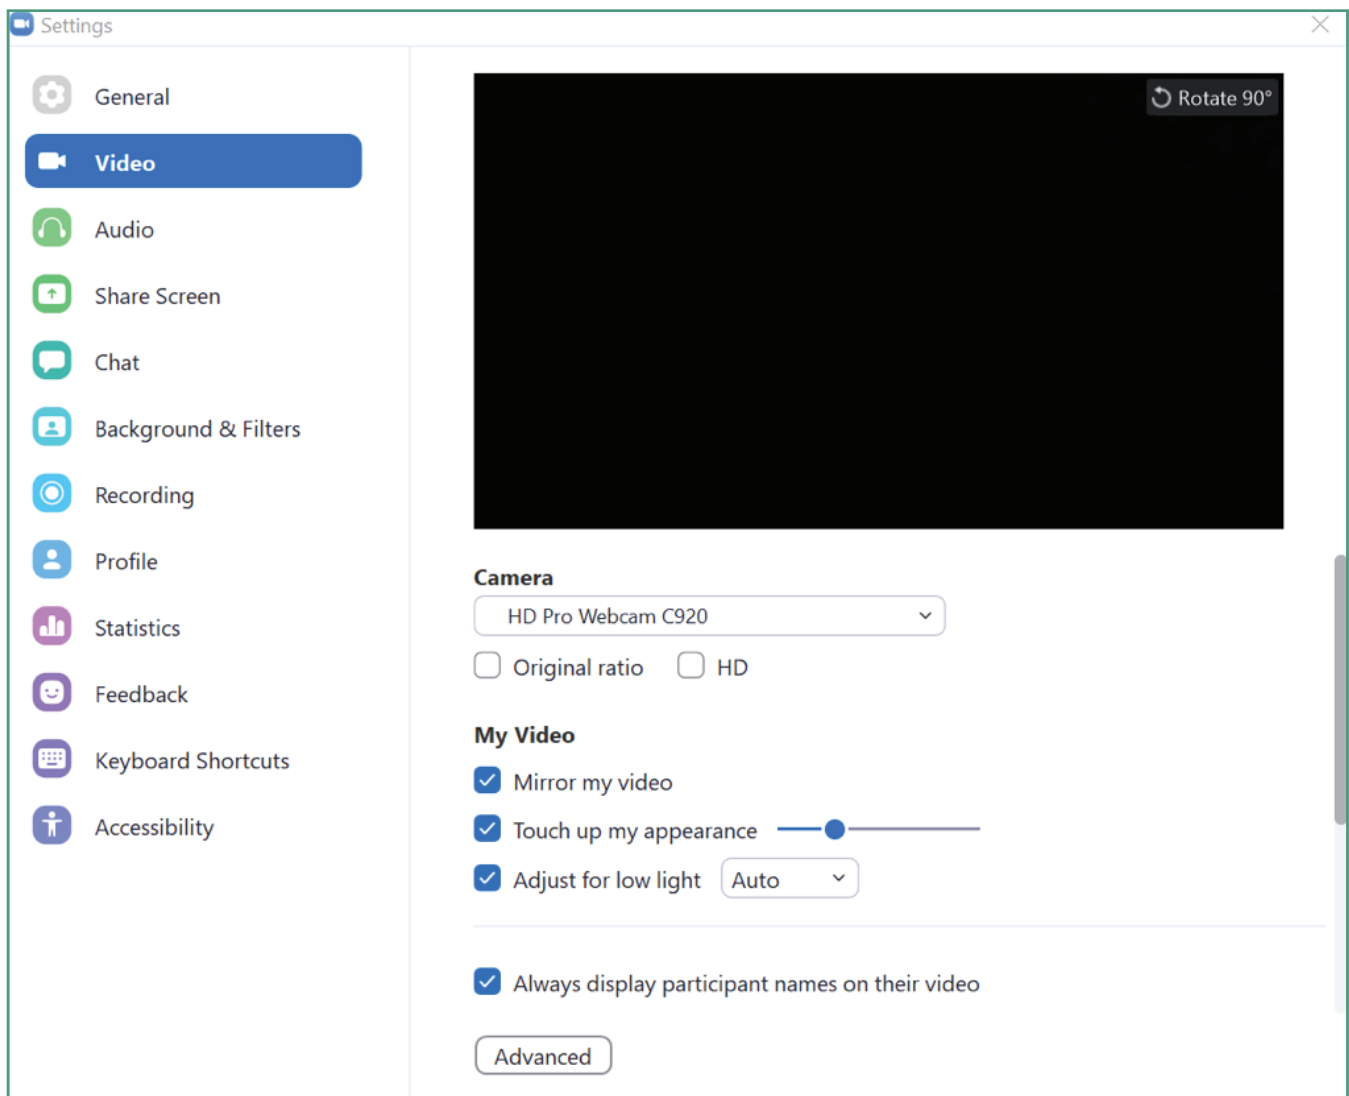 Settings
General
Video
Audio
Share Screen
Chat
Background & Filters
Recording
Profile
Statistics
Feedback
Keyboard Shortcuts
Accessibility
Rotate 90°
Camera
HD Pro Webcam C920
Original ratio HD
My Video
Mirror my video
Touch up my appearance
Adjust for low light Auto
Always display participant names on their video
Advanced